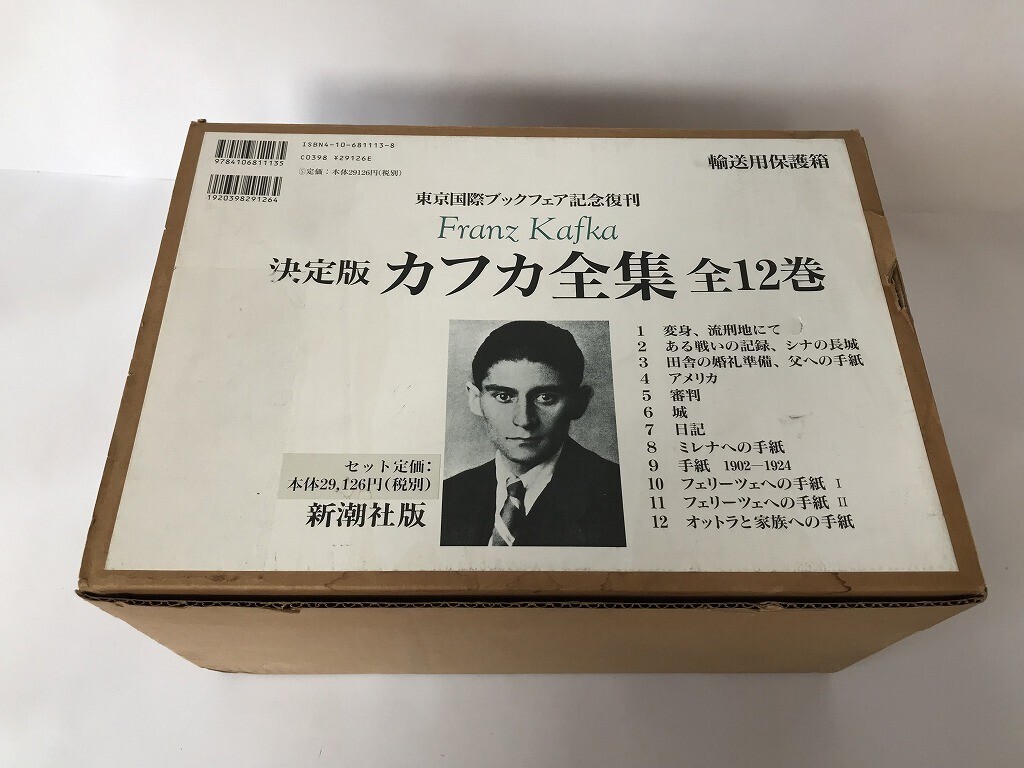 ISBN4-10-681113-8
9784106811135
C0398 ¥29126E
Ⓢ定価：本体29126円(税別)
1920398291264
輸送用保護箱
東京国際ブックフェア記念復刊
Franz Kafka
決定版 カフカ全集 全12巻
1 変身、流刑地にて
2 ある戦いの記録、シナの長城
3 田舎の婚礼準備、父への手紙
4 アメリカ
5 審判
6 城
7 日記
8 ミレナへの手紙
9 手紙 1902―1924
10 フェリーツェへの手紙 I
11 フェリーツェへの手紙 II
12 オットラと家族への手紙
セット定価：
本体29,126円(税別)
新潮社版